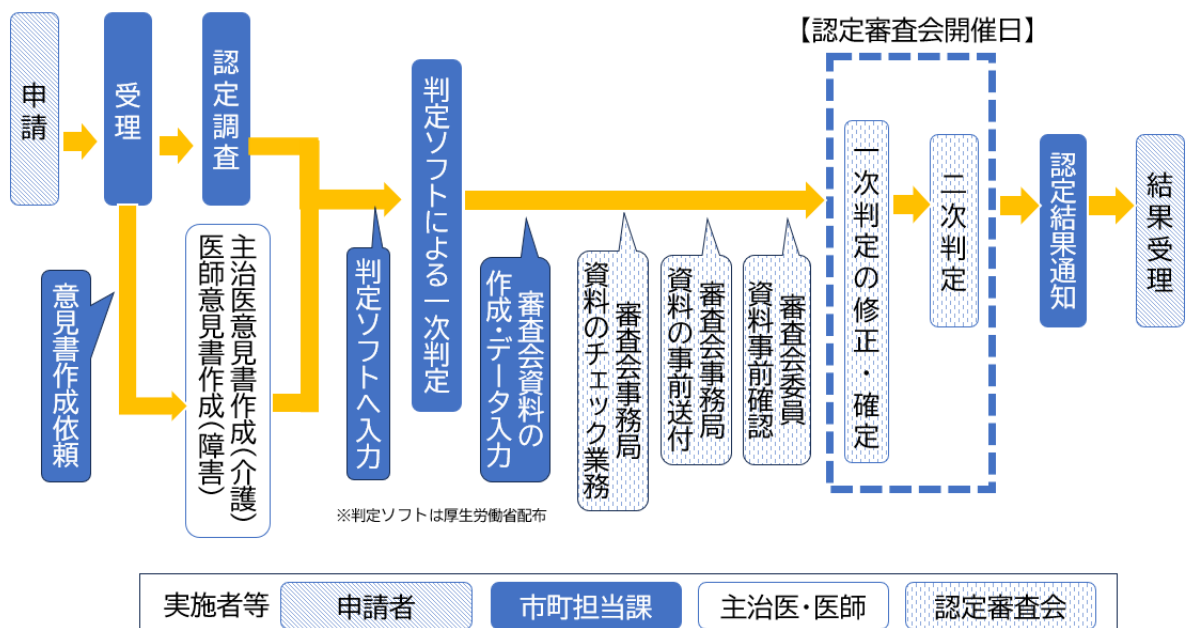 【認定審査会開催日】
申請
受理
認定調査
意見書作成依頼
主治医意見書作成(介護)
医師意見書作成(障害)
判定ソフトへ入力
判定ソフトによる一次判定
審査会資料の
作成・データ入力
審査会事務局
資料のチェック業務
審査会事務局
資料の事前送付
審査会委員
資料事前確認
一次判定の修正・確定
二次判定
認定結果通知
結果受理
※判定ソフトは厚生労働省配布
実施者等
申請者
市町担当課
主治医・医師
認定審査会